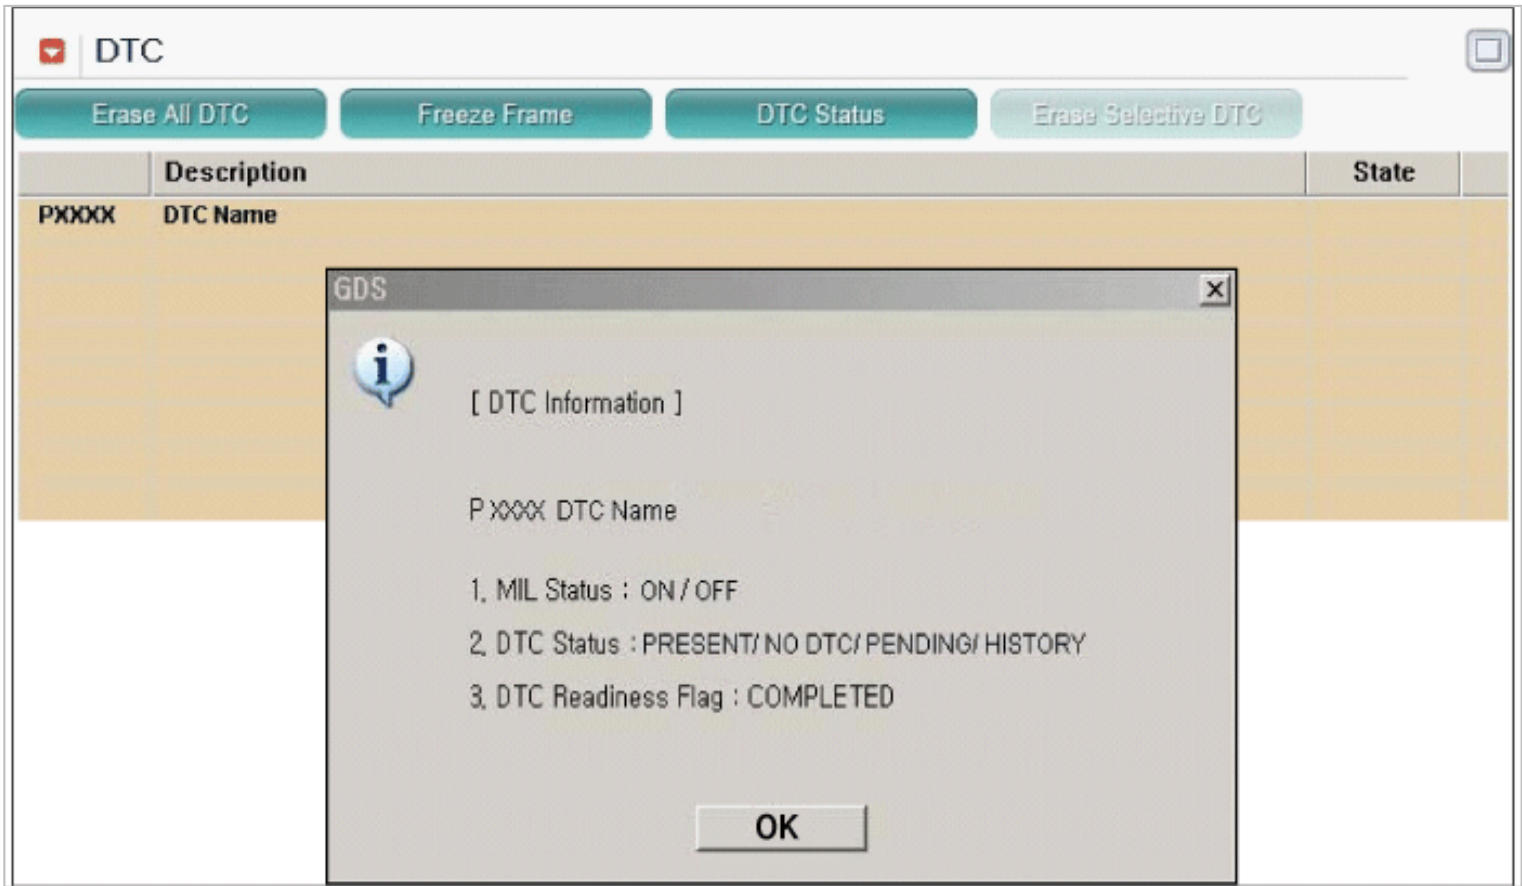 DTC
Erase All DTC Freeze Frame DTC Status Erase Selective DTC
Description State
PXXXX DTC Name
GDS
[ DTC Information ]
PXXXX DTC Name
1. MIL Status : ON / OFF
2. DTC Status : PRESENT/ NO DTC/ PENDING/ HISTORY
3. DTC Readiness Flag : COMPLETED
OK